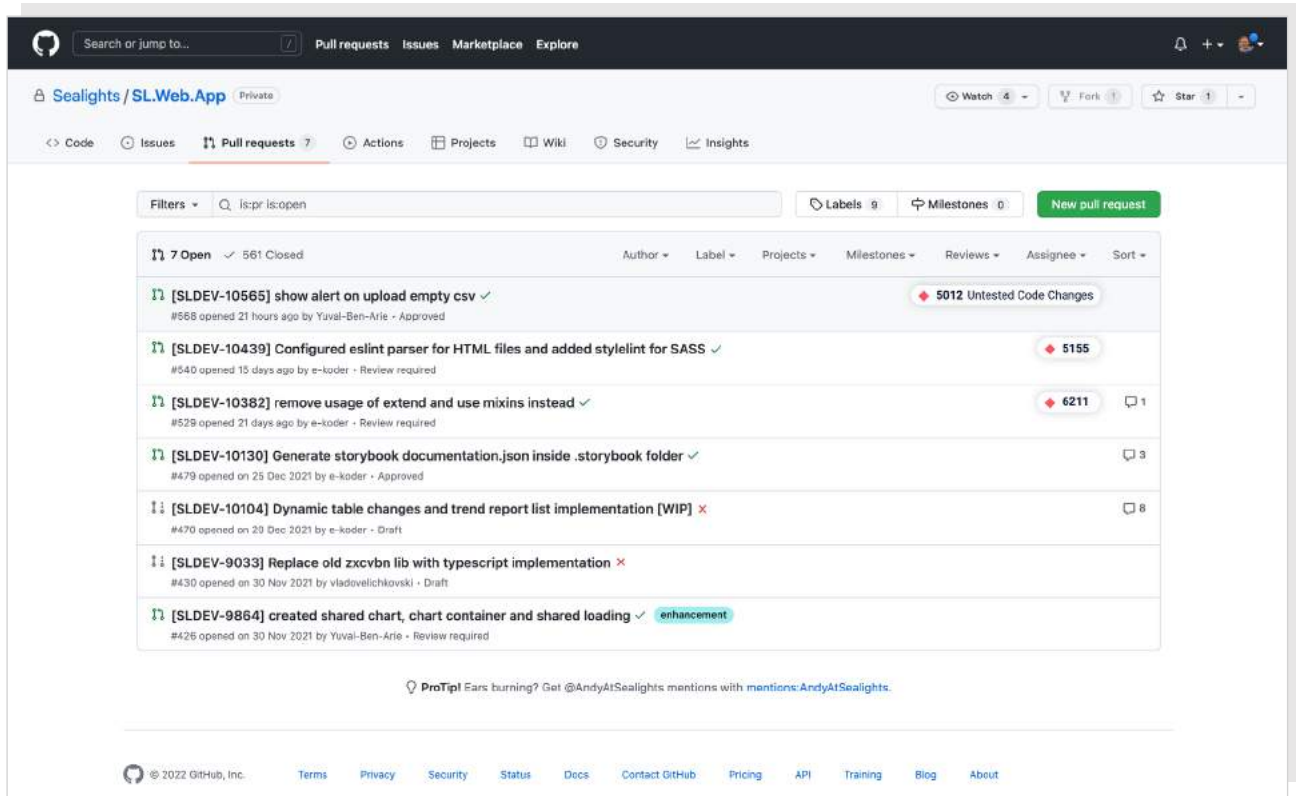 Search or jump to... / Pull requests Issues Marketplace Explore
Sealights / SL.Web.App Private Watch 4 Fork 1 Star 1
Code Issues Pull requests 7 Actions Projects Wiki Security Insights
Filters is:pr is:open Labels 9 Milestones 0 New pull request
7 Open 561 Closed Author Label Projects Milestones Reviews Assignee Sort
[SLDEV-10565] show alert on upload empty csv 5012 Untested Code Changes
#568 opened 21 hours ago by Yuval-Ben-Arie • Approved
[SLDEV-10439] Configured eslint parser for HTML files and added stylelint for SASS 5155
#540 opened 15 days ago by e-koder • Review required
[SLDEV-10382] remove usage of extend and use mixins instead 6211 1
#529 opened 21 days ago by e-koder • Review required
[SLDEV-10130] Generate storybook documentation.json inside .storybook folder 3
#479 opened on 25 Dec 2021 by e-koder • Approved
[SLDEV-10104] Dynamic table changes and trend report list implementation [WIP] 8
#470 opened on 20 Dec 2021 by e-koder • Draft
[SLDEV-9033] Replace old zxcvbn lib with typescript implementation
#430 opened on 30 Nov 2021 by vladovelichkovski • Draft
[SLDEV-9864] created shared chart, chart container and shared loading enhancement
#426 opened on 30 Nov 2021 by Yuval-Ben-Arie • Review required
ProTip! Ears burning? Get @AndyAtSealights mentions with mentions:AndyAtSealights.
© 2022 GitHub, Inc. Terms Privacy Security Status Docs Contact GitHub Pricing API Training Blog About